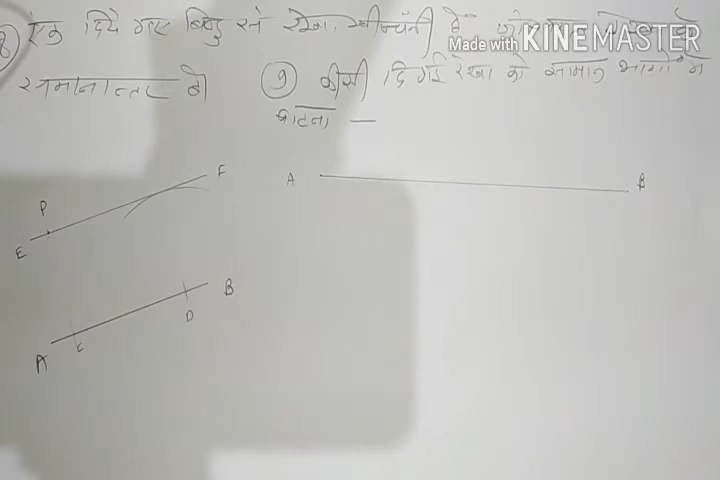 8 एक दिये गए बिंदु से रेखा खींचनी है जो
Made with KINEMASTER
समानान्तर हो
9 कीसी दि गई रेखा को समान भागों में
बाटना —
F
P
E
A B
B
D
C
A